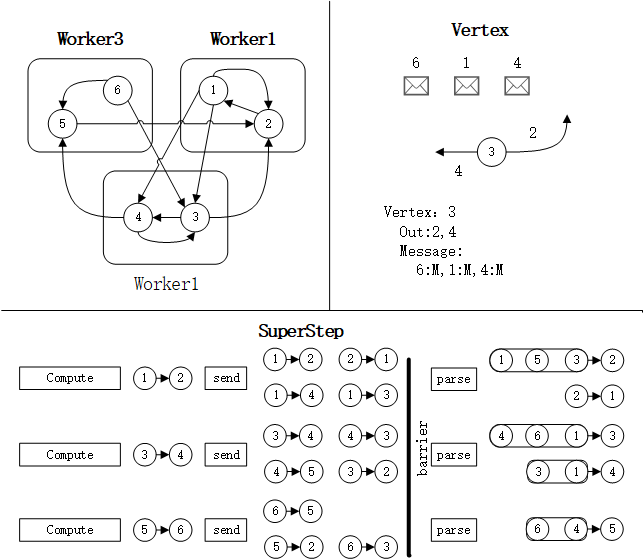 Worker3 Worker1
6
1
5
2
4
3
Worker1
Vertex
6 1 4
2
3
4
Vertex: 3
Out:2,4
Message:
6:M,1:M,4:M
SuperStep
1 2 2 1 1 5 3 2
Compute 1 2 send parse
1 4 1 3 2 1
barrier
3 4 4 3 4 6 1 3
Compute 3 4 send parse
4 5 3 2 3 1 4
6 5
Compute 5 6 send parse 6 4 5
5 2 6 3